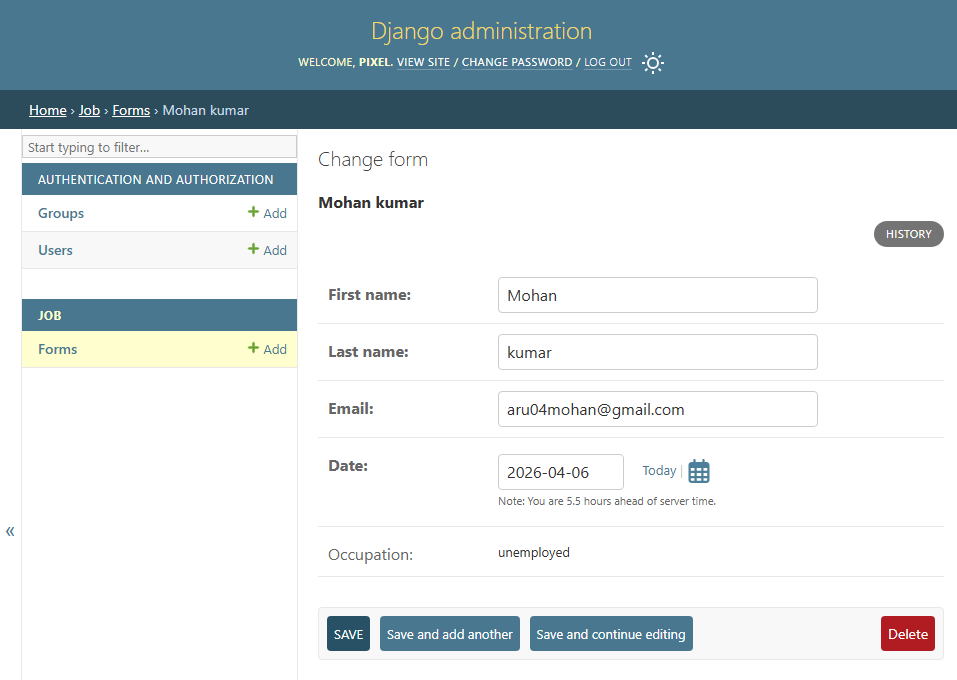 Django administration
WELCOME, PIXEL. VIEW SITE / CHANGE PASSWORD / LOG OUT
Home › Job › Forms › Mohan kumar
Start typing to filter...
AUTHENTICATION AND AUTHORIZATION
Groups + Add
Users + Add
JOB
Forms + Add
«
Change form
Mohan kumar
HISTORY
First name: Mohan
Last name: kumar
Email: aru04mohan@gmail.com
Date: 2026-04-06 Today |
Note: You are 5.5 hours ahead of server time.
Occupation: unemployed
SAVE Save and add another Save and continue editing Delete